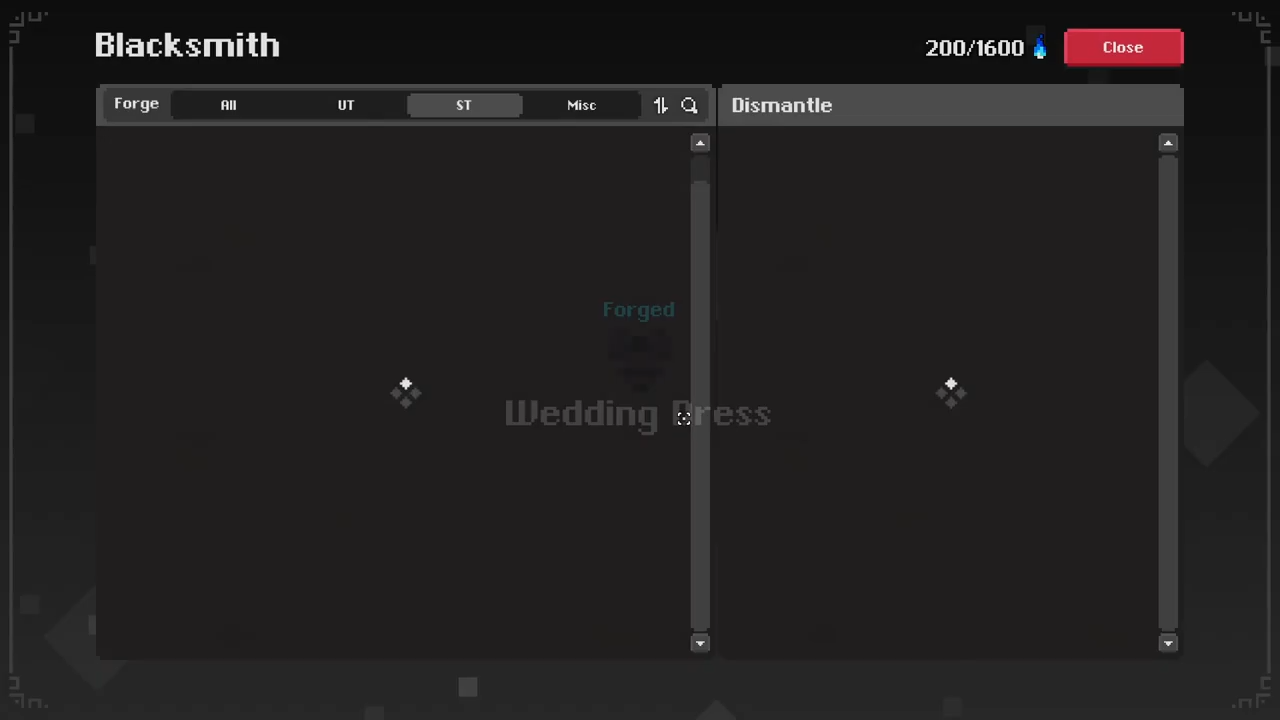 Blacksmith
200/1600
Close
Forge
All
UT
ST
Misc
Dismantle
Forged
Wedding Dress